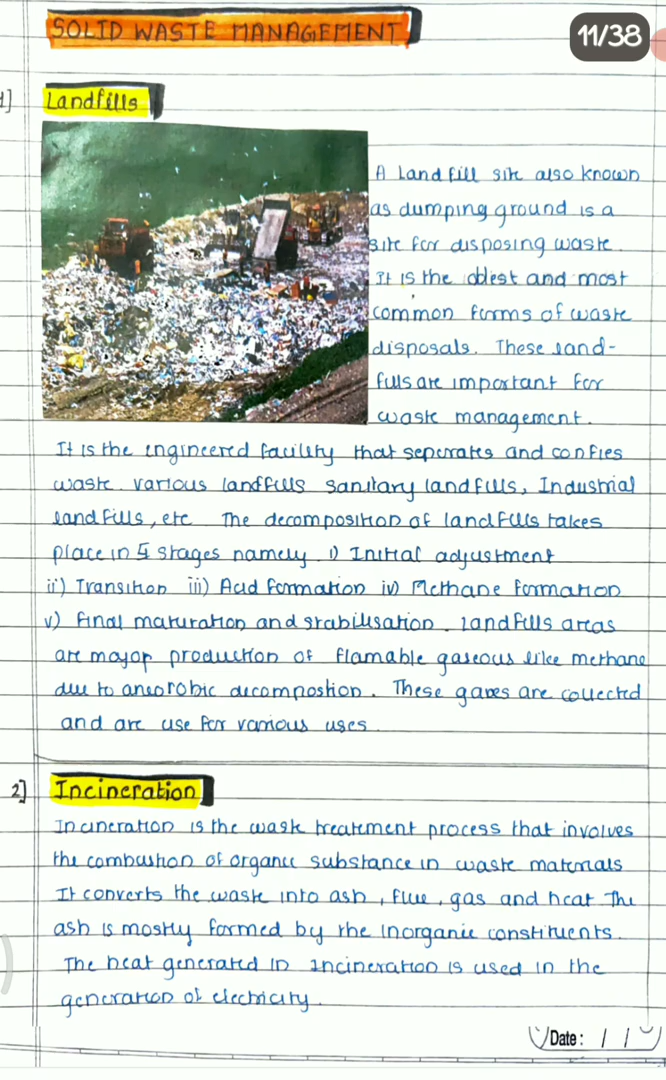 SOLID WASTE MANAGEMENT
11/38
1] Landfills
A Land fill site also known
as dumping ground is a
site for disposing waste.
It is the oldest and most
common forms of waste
disposals. These land-
fills are important for
waste management.
It is the engineered facility that seperates and confies
waste. various landfills sanitary landfills, Industrial
landfills, etc The decomposition of landfills takes
place in 5 stages namely i) Initial adjustment
ii) Transition iii) Acid formation iv) Methane formation
v) final maturation and stabilisation. landfills areas
are mayor production of flamable gaseous like methane
due to aneorobic decompostion. These gases are collected
and are use for various uses.
2] Incineration
Incineration is the waste treatement process that involves
the combustion of organic substance in waste materials
It converts the waste into ash, flue, gas and heat The
ash is mostly formed by the inorganic constituents.
The heat generated in incineration is used in the
generation of electricity.
Date: / /